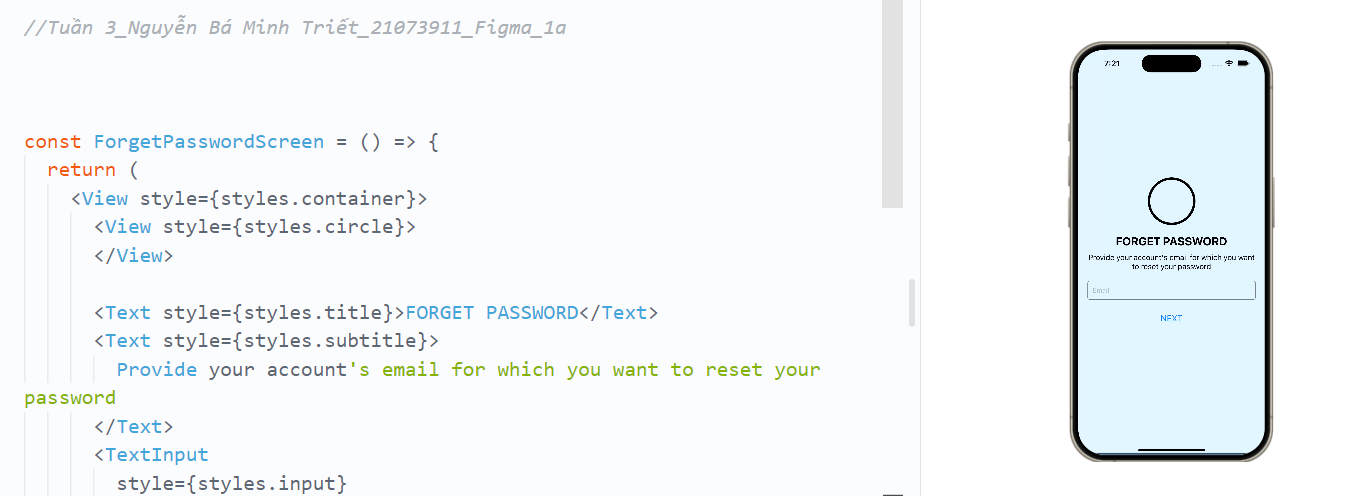 //Tuần 3_Nguyễn Bá Minh Triết_21073911_Figma_1a
const ForgetPasswordScreen = () => {
return (
<View style={styles.container}>
<View style={styles.circle}>
</View>
<Text style={styles.title}>FORGET PASSWORD</Text>
<Text style={styles.subtitle}>
Provide your account's email for which you want to reset your
password
</Text>
<TextInput
style={styles.input}
7:21
FORGET PASSWORD
Provide your account's email for which you want
to reset your password
Email
NEXT